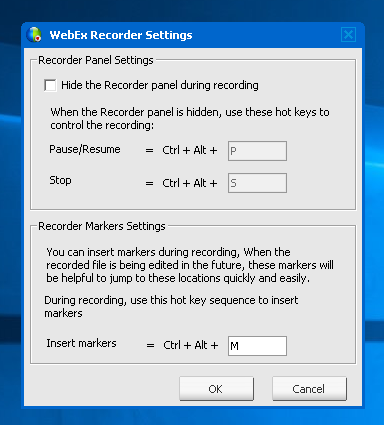 WebEx Recorder Settings
Recorder Panel Settings
Hide the Recorder panel during recording
When the Recorder panel is hidden, use these hot keys to
control the recording:
Pause/Resume = Ctrl + Alt + P
Stop = Ctrl + Alt + S
Recorder Markers Settings
You can insert markers during recording, When the
recorded file is being edited in the future, these markers will
be helpful to jump to these locations quickly and easily.
During recording, use this hot key sequence to insert
markers
Insert markers = Ctrl + Alt + M
OK Cancel